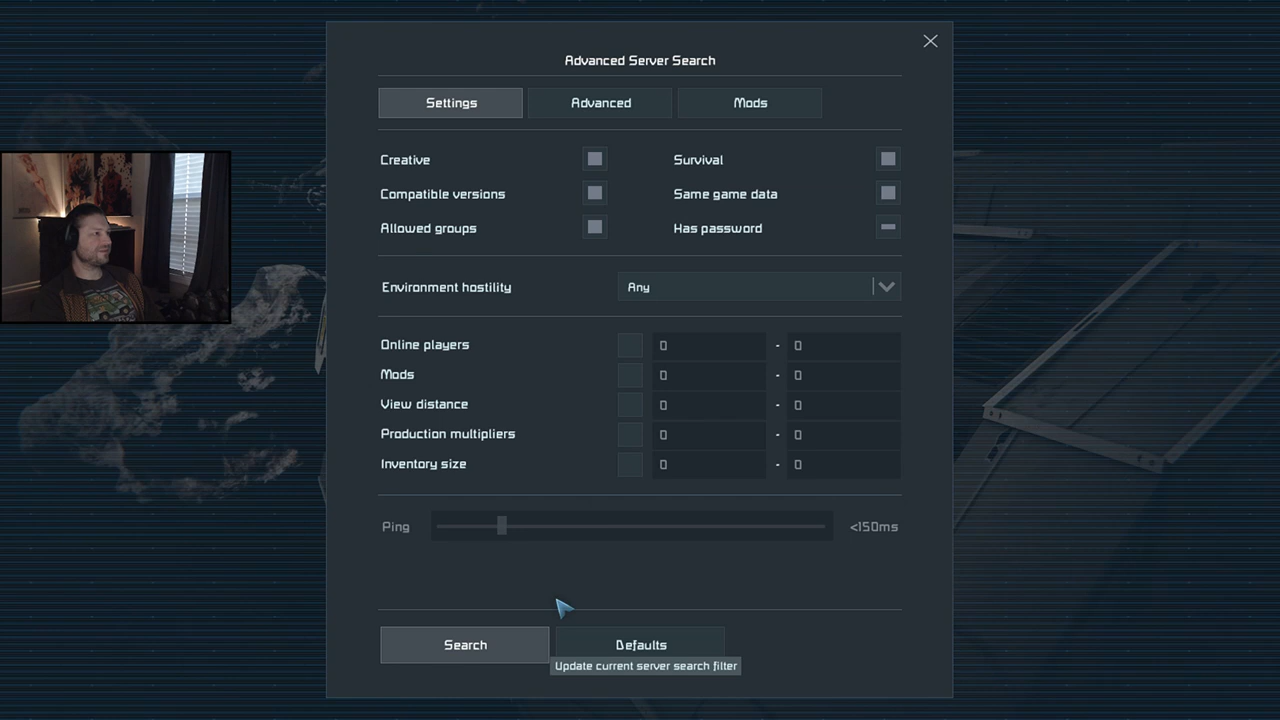 Advanced Server Search
Settings
Advanced
Mods
Creative
Survival
Compatible versions
Same game data
Allowed groups
Has password
Environment hostility
Any
Online players
0 - 0
Mods
0 - 0
View distance
0 - 0
Production multipliers
0 - 0
Inventory size
0 - 0
Ping
<150ms
Search
Defaults
Update current server search filter